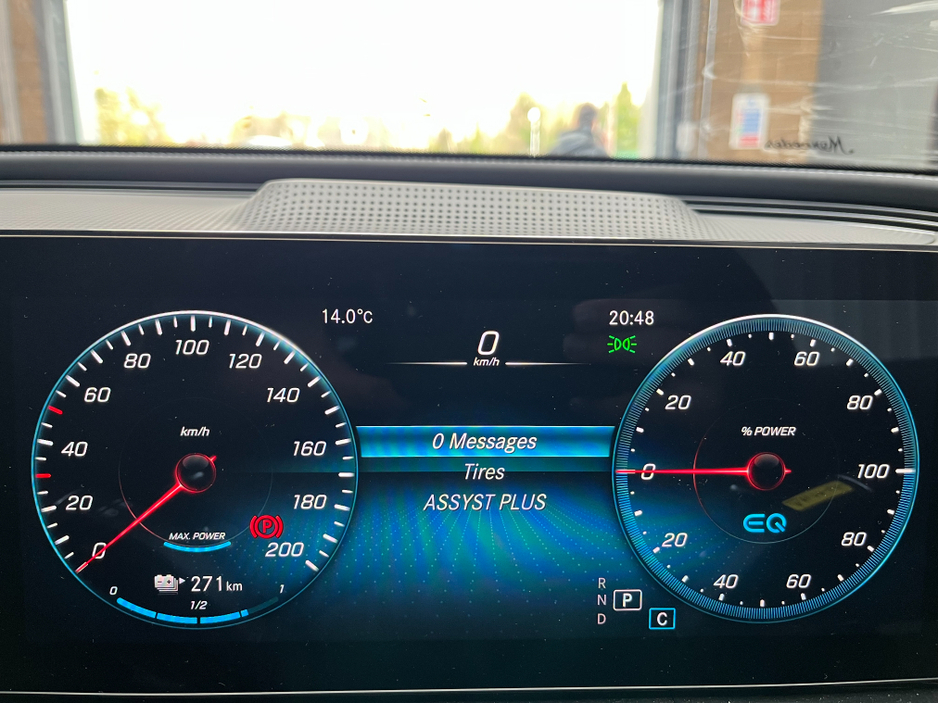 Mercedes
14.0°C
20:48
0
km/h
0 Messages
Tires
ASSYST PLUS
0
20
40
60
80
100
120
140
160
180
200
km/h
MAX. POWER
P
271 km
0
1/2
1
0
20
40
60
80
100
80
60
40
20
% POWER
EQ
R
N P
D C